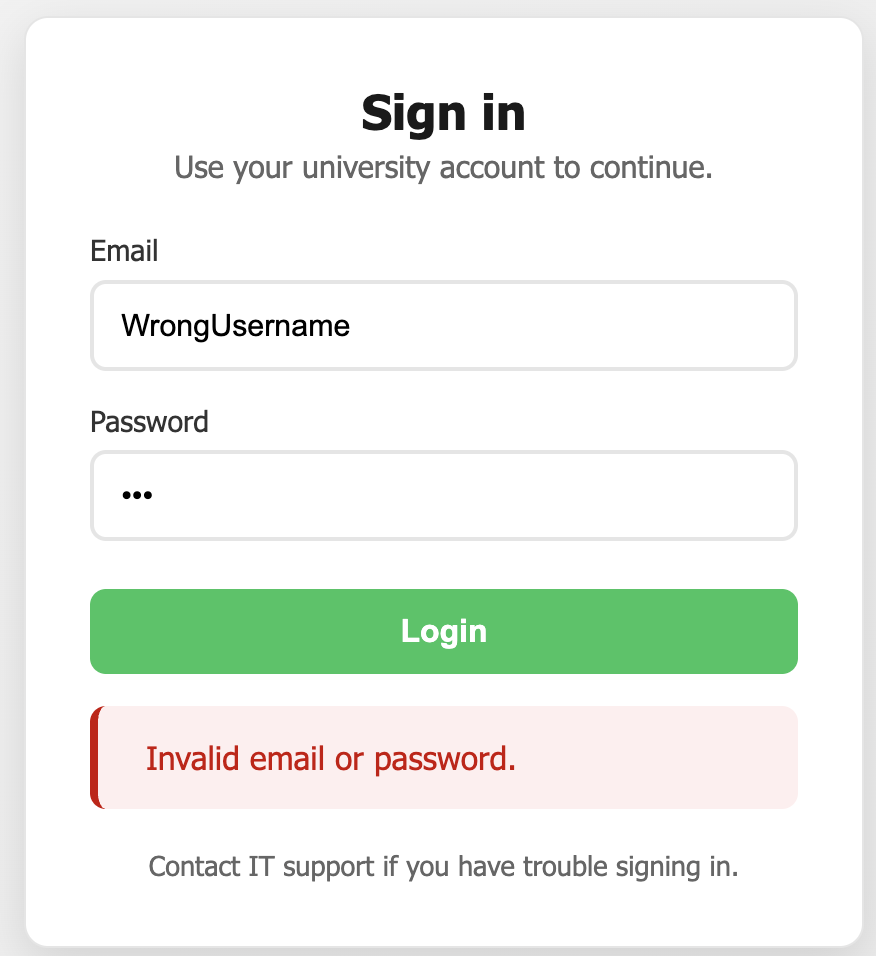 Sign in
Use your university account to continue.
Email
WrongUsername
Password
•••
Login
Invalid email or password.
Contact IT support if you have trouble signing in.